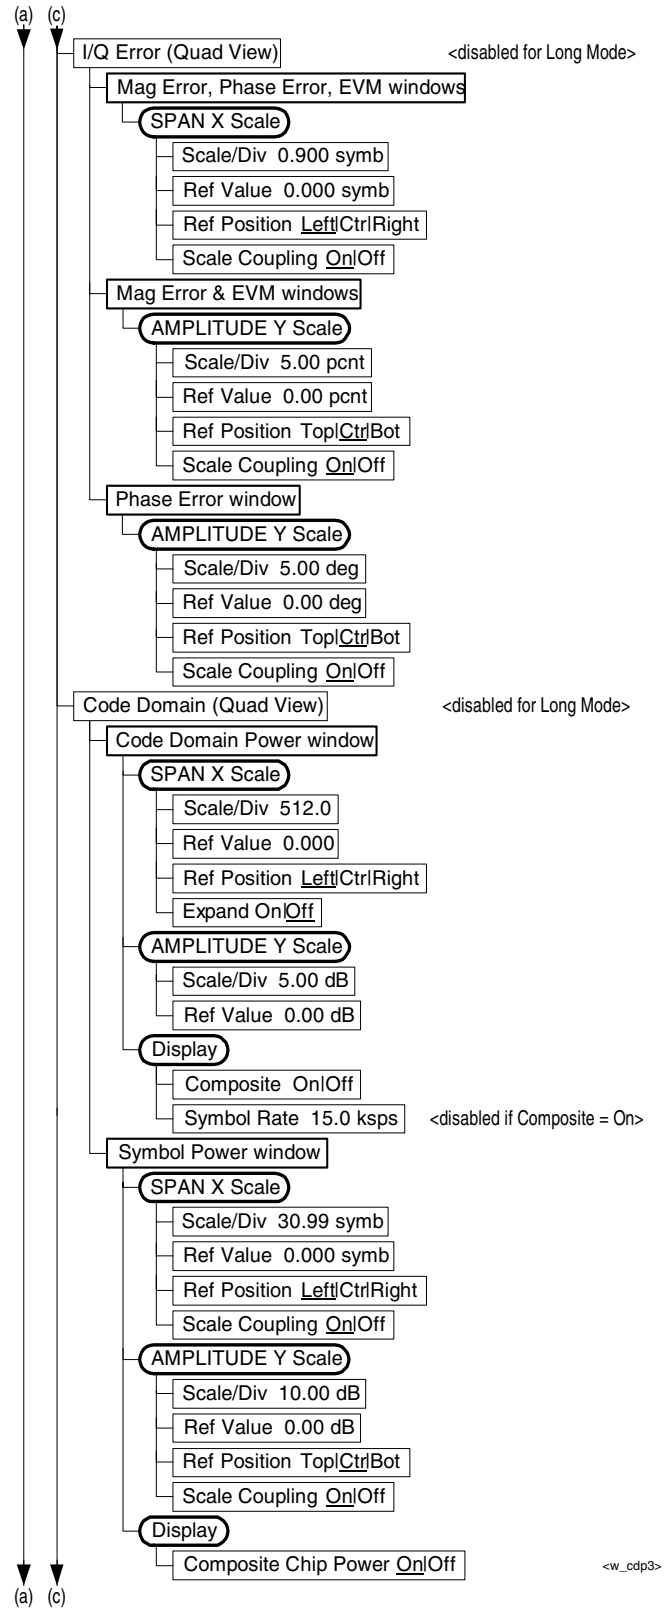 (a) (c)
I/Q Error (Quad View) <disabled for Long Mode>
Mag Error, Phase Error, EVM windows
SPAN X Scale
Scale/Div 0.900 symb
Ref Value 0.000 symb
Ref Position Left|Ctr|Right
Scale Coupling On|Off
Mag Error & EVM windows
AMPLITUDE Y Scale
Scale/Div 5.00 pcnt
Ref Value 0.00 pcnt
Ref Position Top|Ctr|Bot
Scale Coupling On|Off
Phase Error window
AMPLITUDE Y Scale
Scale/Div 5.00 deg
Ref Value 0.00 deg
Ref Position Top|Ctr|Bot
Scale Coupling On|Off
Code Domain (Quad View) <disabled for Long Mode>
Code Domain Power window
SPAN X Scale
Scale/Div 512.0
Ref Value 0.000
Ref Position Left|Ctr|Right
Expand On|Off
AMPLITUDE Y Scale
Scale/Div 5.00 dB
Ref Value 0.00 dB
Display
Composite On|Off
Symbol Rate 15.0 ksps <disabled if Composite = On>
Symbol Power window
SPAN X Scale
Scale/Div 30.99 symb
Ref Value 0.000 symb
Ref Position Left|Ctr|Right
Scale Coupling On|Off
AMPLITUDE Y Scale
Scale/Div 10.00 dB
Ref Value 0.00 dB
Ref Position Top|Ctr|Bot
Scale Coupling On|Off
Display
Composite Chip Power On|Off <w_cdp3>
(a) (c)